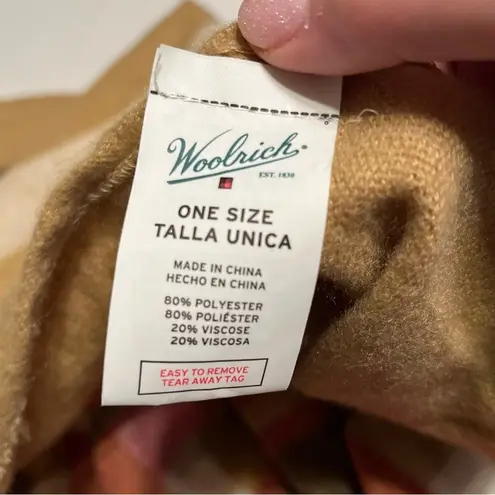 Woolrich
EST. 1830
ONE SIZE
TALLA UNICA
MADE IN CHINA
HECHO EN CHINA
80% POLYESTER
80% POLIÉSTER
20% VISCOSE
20% VISCOSA
EASY TO REMOVE
TEAR AWAY TAG